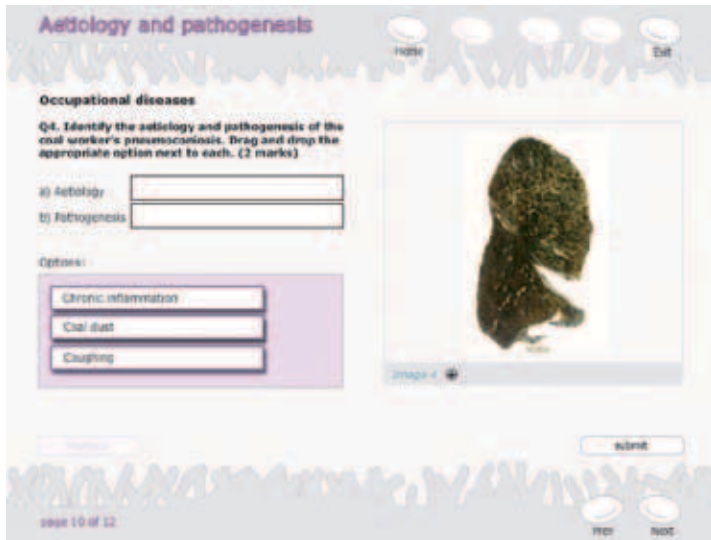 Aetiology and pathogenesis
Home
Exit
Occupational diseases
Q4. Identify the aetiology and pathogenesis of the
coal worker's pneumoconiosis. Drag and drop the
appropriate option next to each. (2 marks)
a) Aetiology
b) Pathogenesis
Options:
Chronic inflammation
Coal dust
Coughing
Image 4
submit
page 10 of 12
Prev
Next